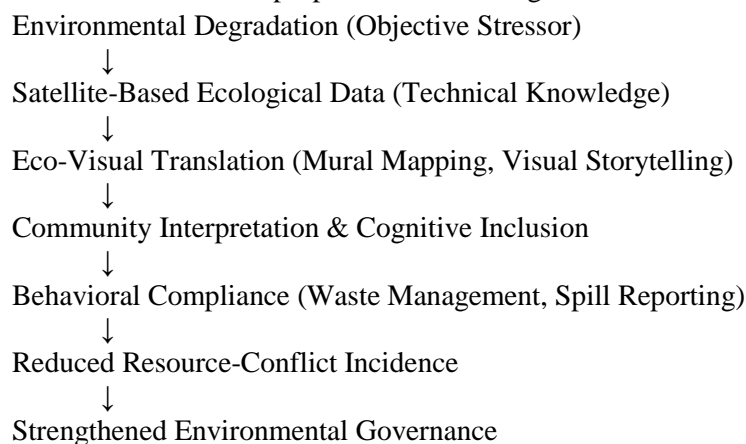 Environmental Degradation (Objective Stressor)
↓
Satellite-Based Ecological Data (Technical Knowledge)
↓
Eco-Visual Translation (Mural Mapping, Visual Storytelling)
↓
Community Interpretation & Cognitive Inclusion
↓
Behavioral Compliance (Waste Management, Spill Reporting)
↓
Reduced Resource-Conflict Incidence
↓
Strengthened Environmental Governance